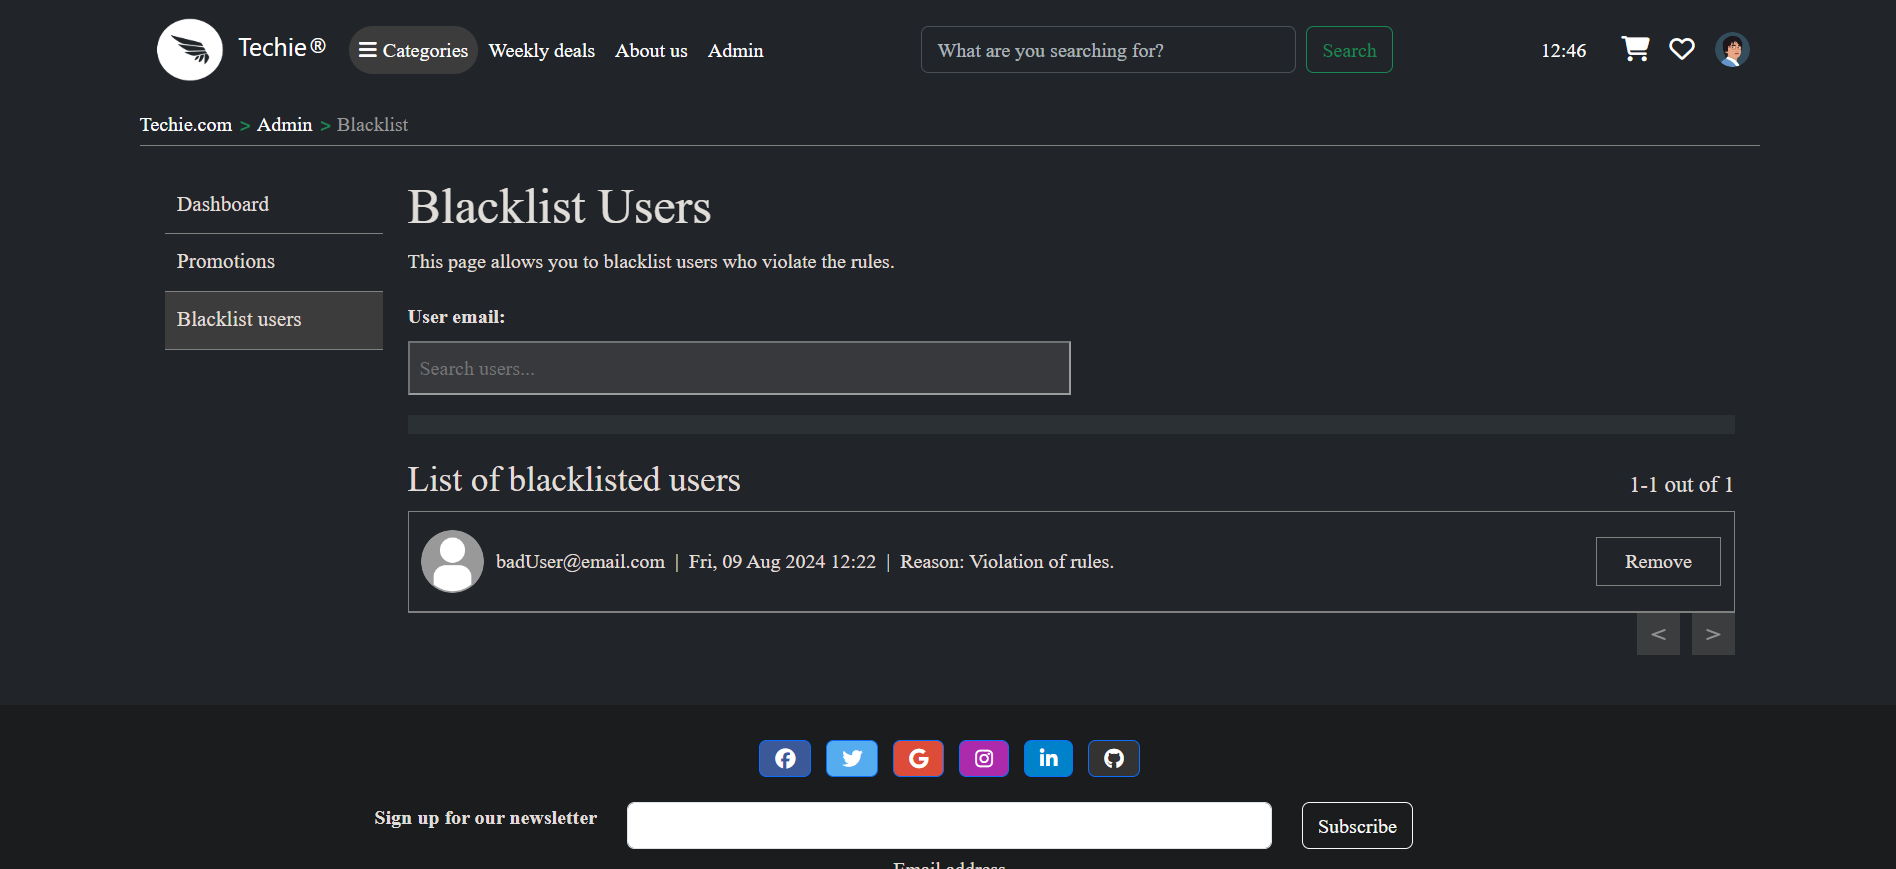 Techie® Categories Weekly deals About us Admin What are you searching for? Search 12:46
Techie.com > Admin > Blacklist
Dashboard
Promotions
Blacklist users
Blacklist Users
This page allows you to blacklist users who violate the rules.
User email:
Search users...
List of blacklisted users
1-1 out of 1
badUser@email.com | Fri, 09 Aug 2024 12:22 | Reason: Violation of rules.
Remove
< >
Sign up for our newsletter
Subscribe
Email address